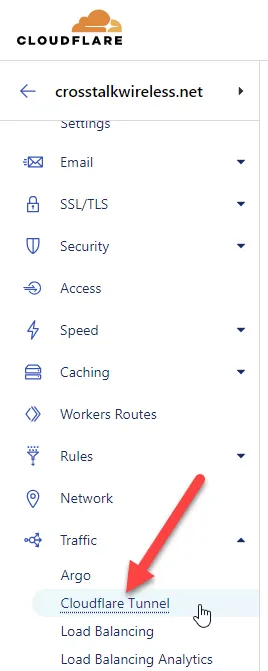 CLOUDFLARE
crosstalkwireless.net
Settings
Email
SSL/TLS
Security
Access
Speed
Caching
Workers Routes
Rules
Network
Traffic
Argo
Cloudflare Tunnel
Load Balancing
Load Balancing Analytics